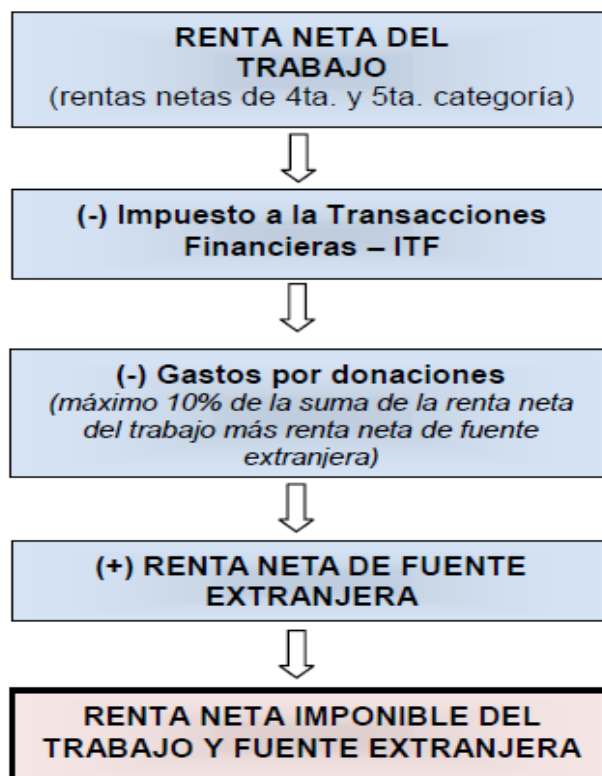 RENTA NETA DEL
TRABAJO
(rentas netas de 4ta. y 5ta. categoría)
(-) Impuesto a la Transacciones
Financieras – ITF
(-) Gastos por donaciones
(máximo 10% de la suma de la renta neta
del trabajo más renta neta de fuente
extranjera)
(+) RENTA NETA DE FUENTE
EXTRANJERA
RENTA NETA IMPONIBLE DEL
TRABAJO Y FUENTE EXTRANJERA